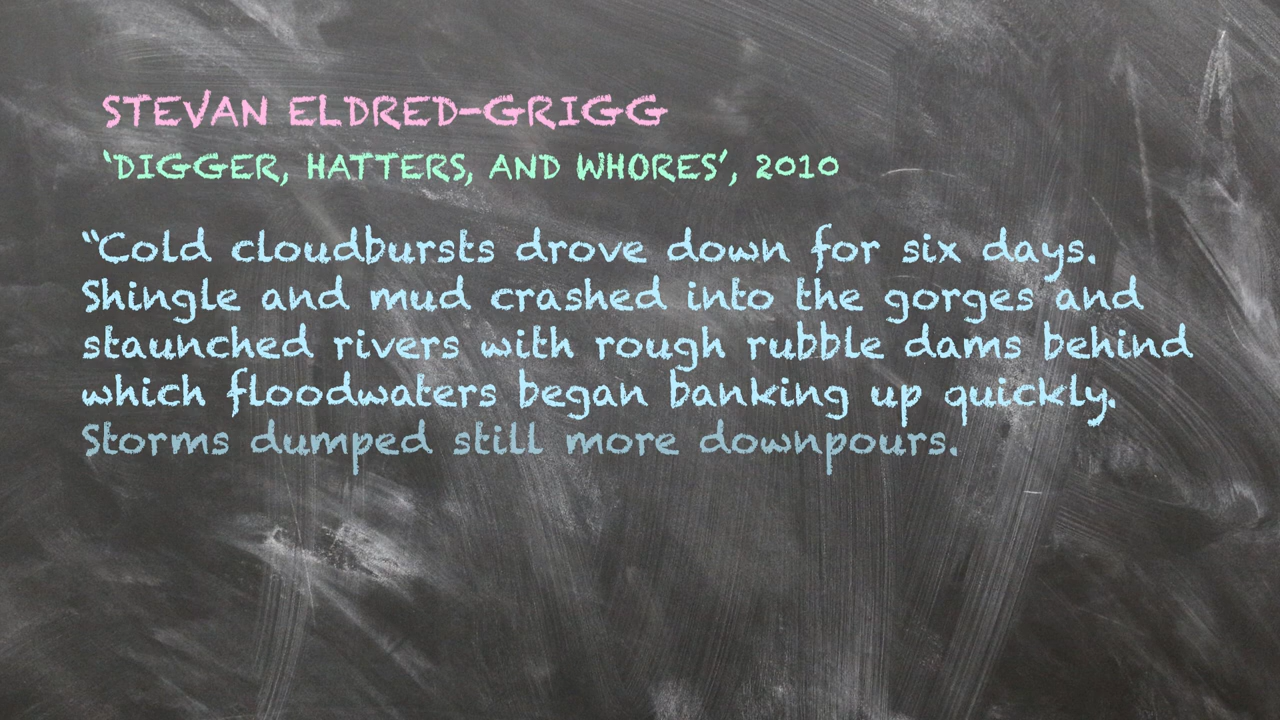 STEVAN ELDRED-GRIGG
‘DIGGER, HATTERS, AND WHORES’, 2010
“Cold cloudbursts drove down for six days.
Shingle and mud crashed into the gorges and
staunched rivers with rough rubble dams behind
which floodwaters began banking up quickly.
Storms dumped still more downpours.